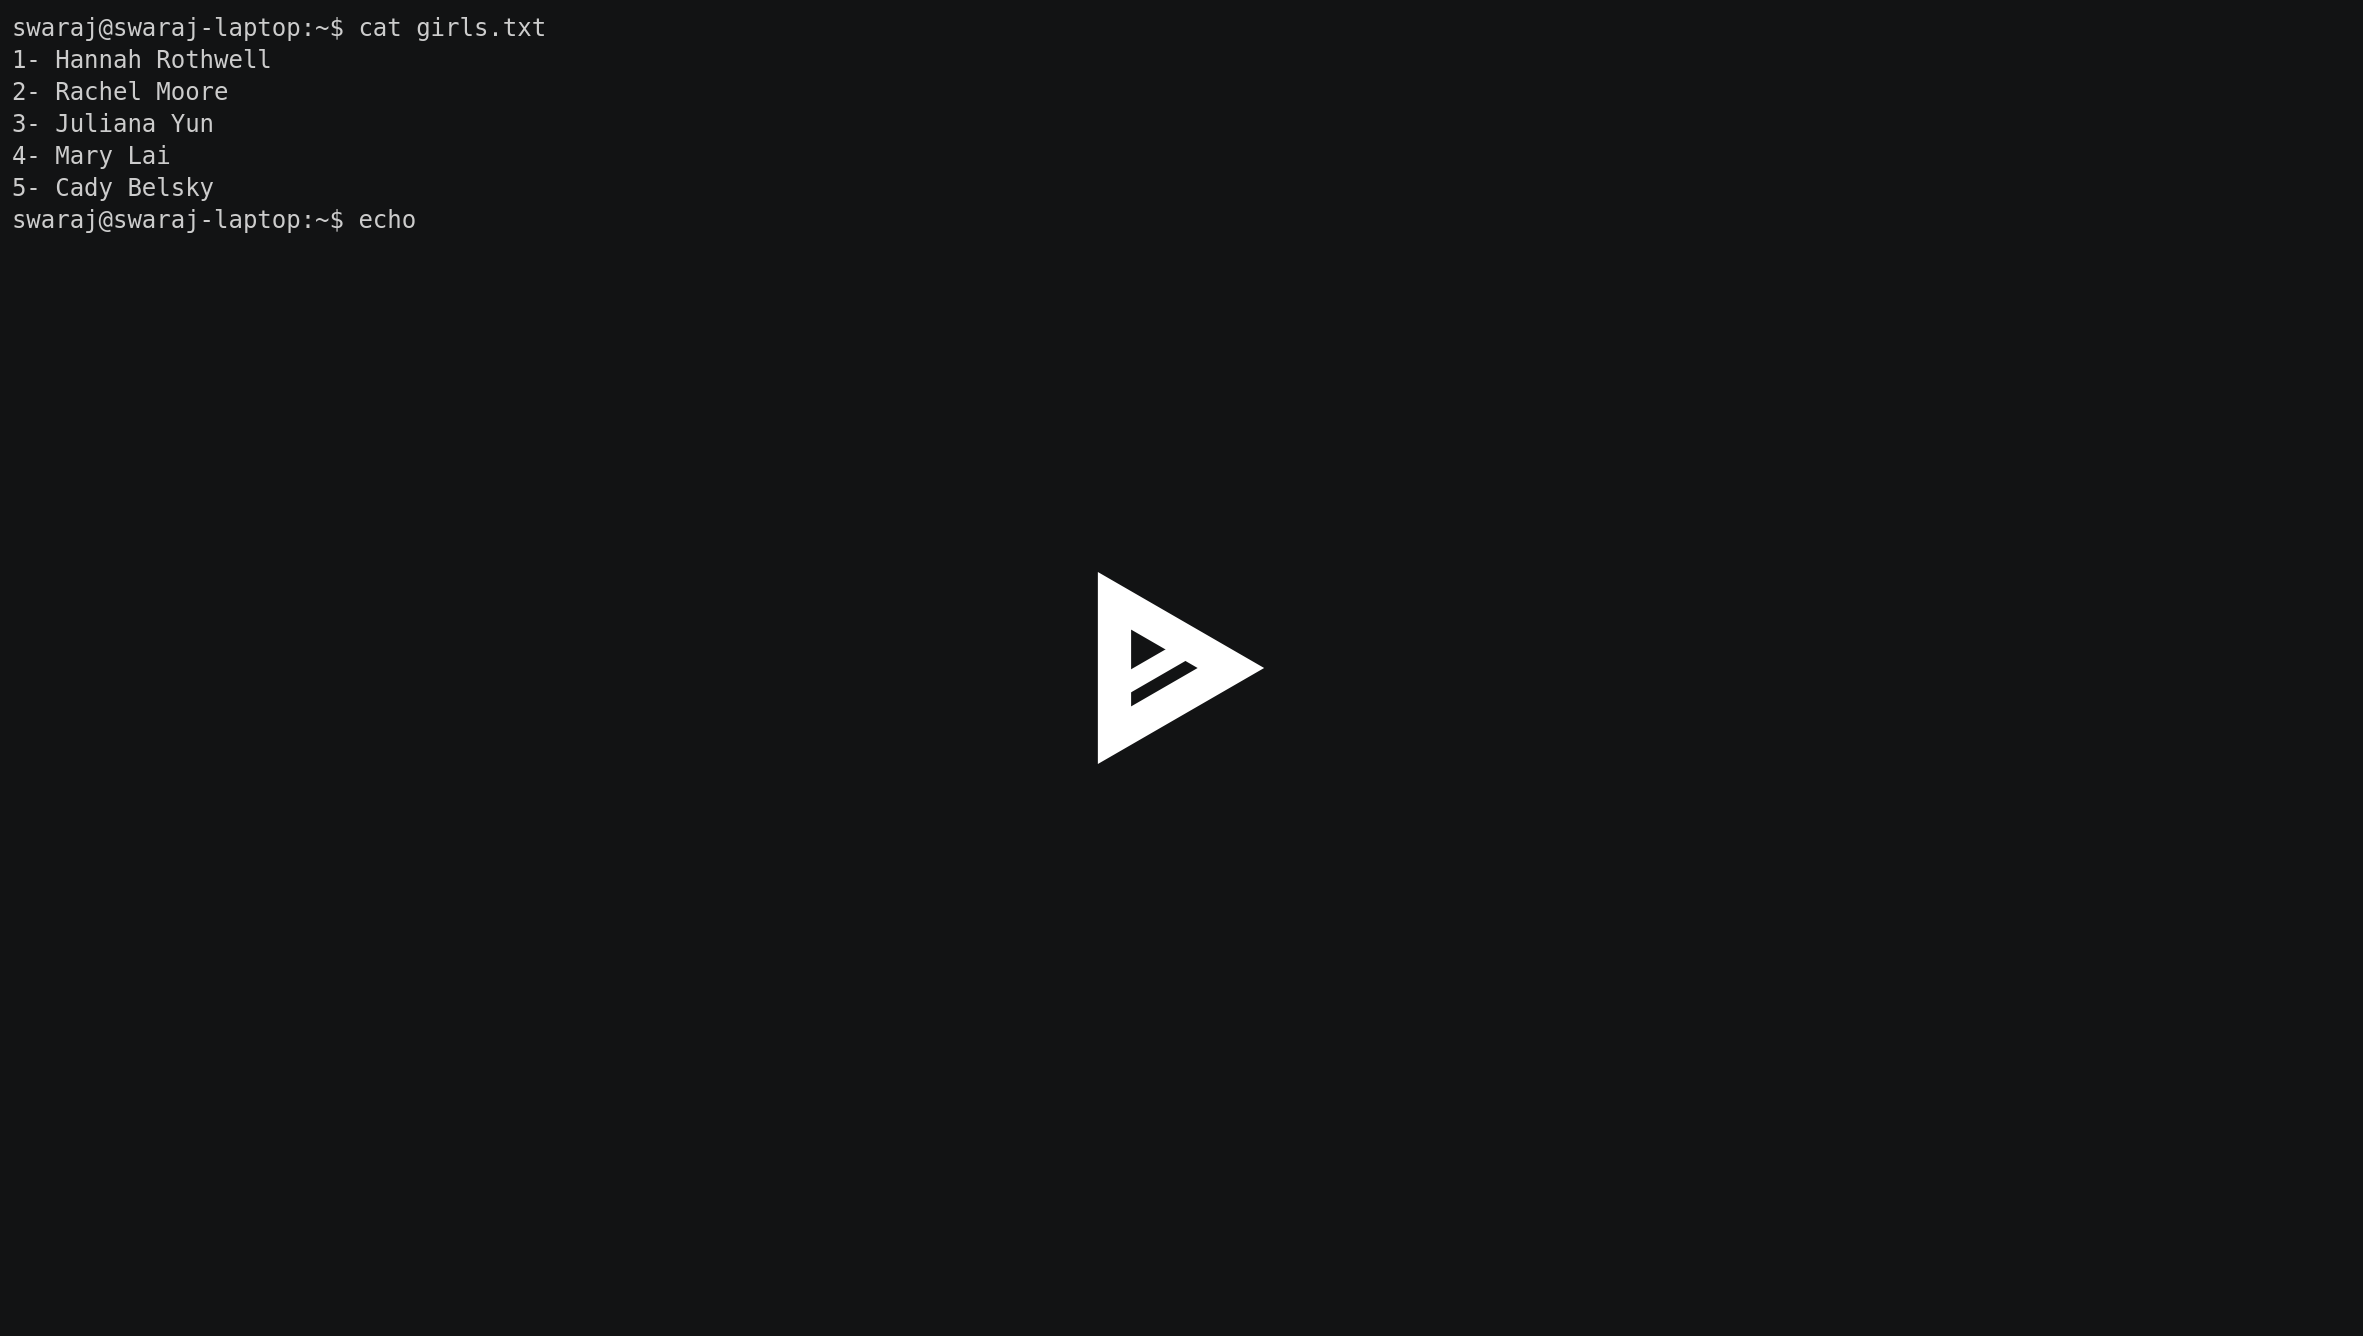 swaraj@swaraj-laptop:~$ cat girls.txt
1- Hannah Rothwell
2- Rachel Moore
3- Juliana Yun
4- Mary Lai
5- Cady Belsky
swaraj@swaraj-laptop:~$ echo